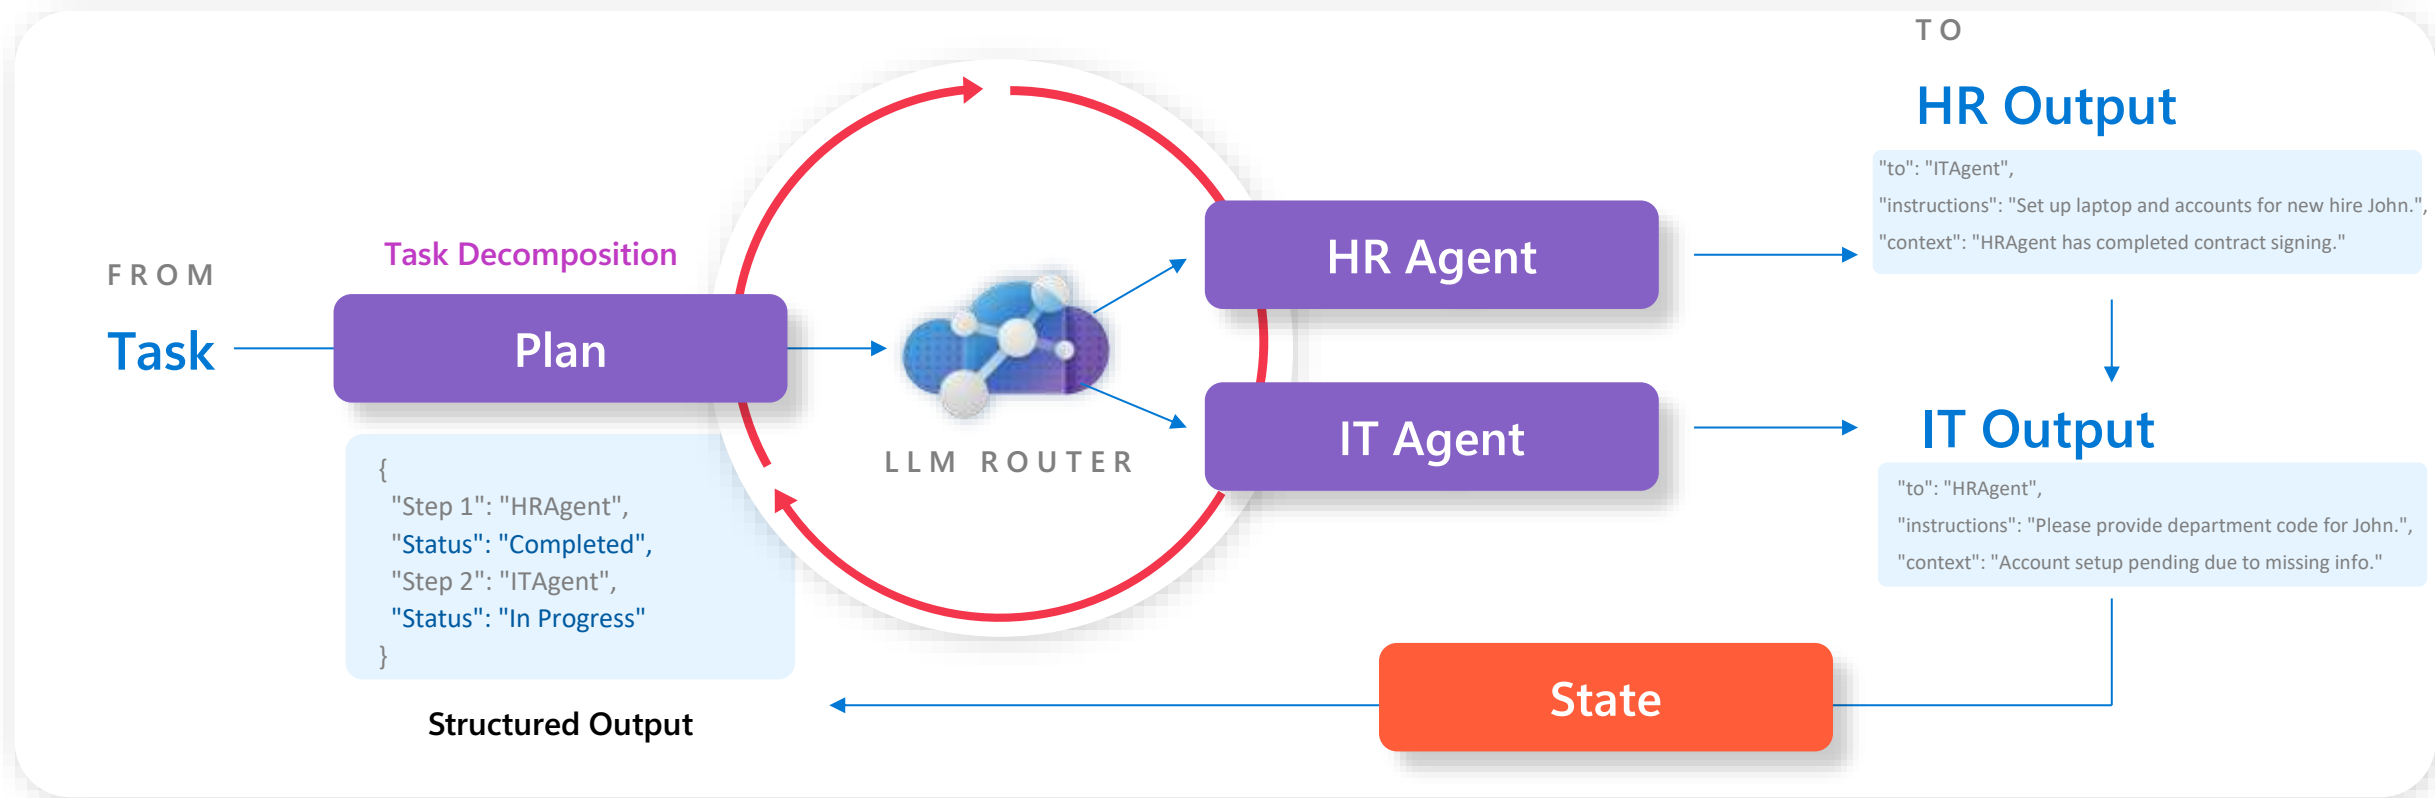 FROM
Task
Task Decomposition
Plan
{
"Step 1": "HRAgent",
"Status": "Completed",
"Step 2": "ITAgent",
"Status": "In Progress"
}
Structured Output
LLM ROUTER
HR Agent
IT Agent
TO
HR Output
"to": "ITAgent",
"instructions": "Set up laptop and accounts for new hire John.",
"context": "HRAgent has completed contract signing."
IT Output
"to": "HRAgent",
"instructions": "Please provide department code for John.",
"context": "Account setup pending due to missing info."
State